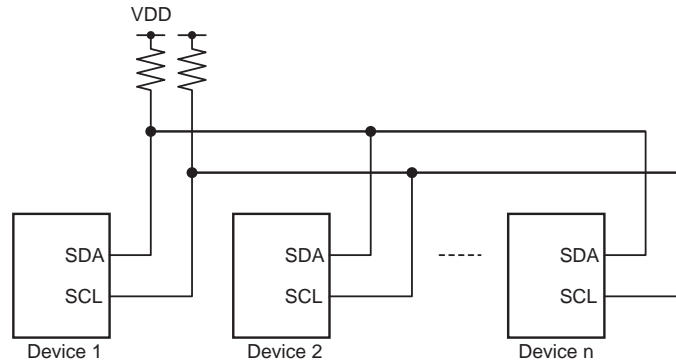 VDD
SDA
SCL
Device 1
SDA
SCL
Device 2
SDA
SCL
Device n